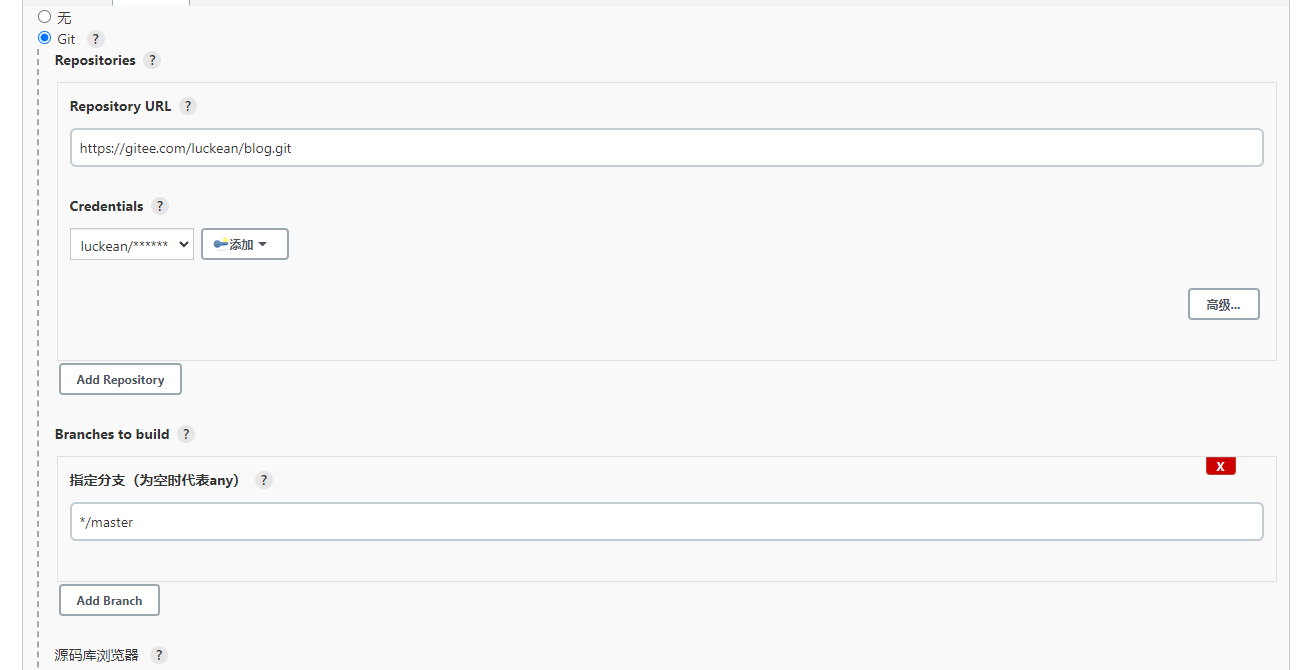 无
Git ?
Repositories ?
Repository URL ?
https://gitee.com/luckean/blog.git
Credentials ?
luckean/****** 添加
高级...
Add Repository
Branches to build ?
X
指定分支（为空时代表any） ?
*/master
Add Branch
源码库浏览器 ?